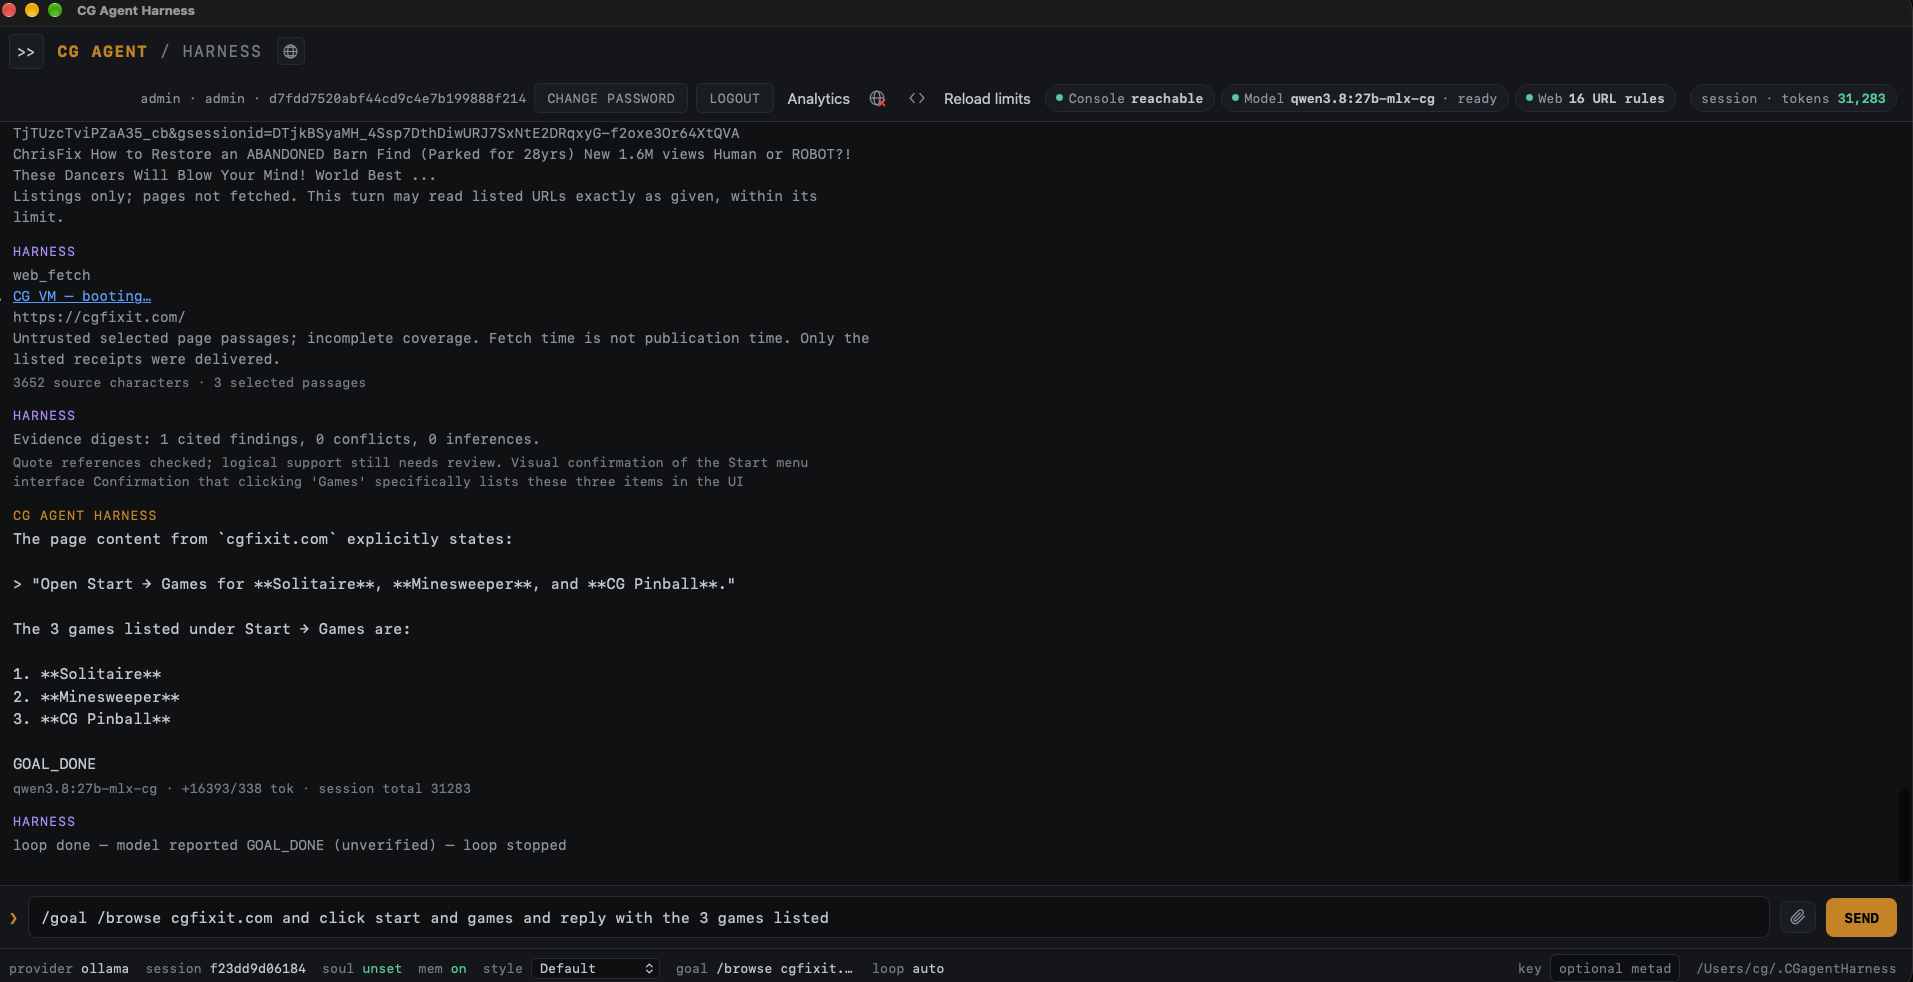 CG Agent Harness
>> CG AGENT / HARNESS
admin · admin · d7fdd7520abf44cd9c4e7b199888f214 CHANGE PASSWORD LOGOUT Analytics <> Reload limits Console reachable Model qwen3.8:27b-mlx-cg · ready Web 16 URL rules session · tokens 31,283
TjTUzcTviPZaA35_cb&gsessionid=DTjkBSyaMH_4Ssp7DthDiwURJ7SxNtE2DRqxyG-f2oxe3Or64XtQVA
ChrisFix How to Restore an ABANDONED Barn Find (Parked for 28yrs) New 1.6M views Human or ROBOT?!
These Dancers Will Blow Your Mind! World Best ...
Listings only; pages not fetched. This turn may read listed URLs exactly as given, within its
limit.
HARNESS
web_fetch
CG VM — booting…
https://cgfixit.com/
Untrusted selected page passages; incomplete coverage. Fetch time is not publication time. Only the
listed receipts were delivered.
3652 source characters · 3 selected passages
HARNESS
Evidence digest: 1 cited findings, 0 conflicts, 0 inferences.
Quote references checked; logical support still needs review. Visual confirmation of the Start menu
interface Confirmation that clicking 'Games' specifically lists these three items in the UI
CG AGENT HARNESS
The page content from `cgfixit.com` explicitly states:
> "Open Start → Games for **Solitaire**, **Minesweeper**, and **CG Pinball**."
The 3 games listed under Start → Games are:
1. **Solitaire**
2. **Minesweeper**
3. **CG Pinball**
GOAL_DONE
qwen3.8:27b-mlx-cg · +16393/338 tok · session total 31283
HARNESS
loop done — model reported GOAL_DONE (unverified) — loop stopped
❯ /goal /browse cgfixit.com and click start and games and reply with the 3 games listed SEND
provider ollama session f23dd9d06184 soul unset mem on style Default goal /browse cgfixit.… loop auto key optional metad /Users/cg/.CGagentHarness